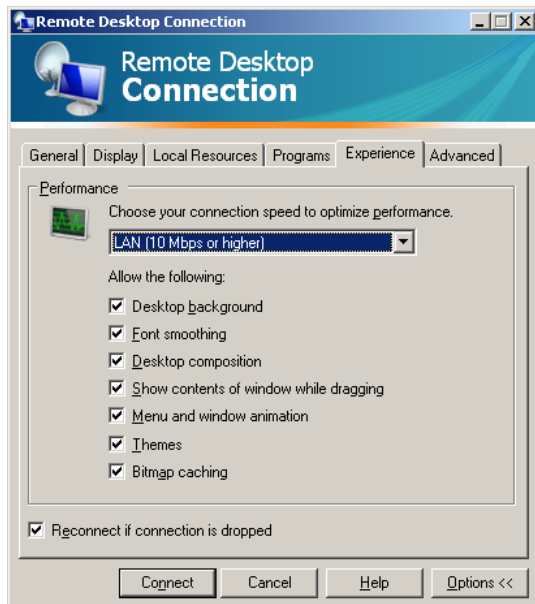 Remote Desktop Connection
Remote Desktop
Connection
General Display Local Resources Programs Experience Advanced
Performance
Choose your connection speed to optimize performance.
LAN (10 Mbps or higher)
Allow the following:
Desktop background
Font smoothing
Desktop composition
Show contents of window while dragging
Menu and window animation
Themes
Bitmap caching
Reconnect if connection is dropped
Connect Cancel Help Options <<